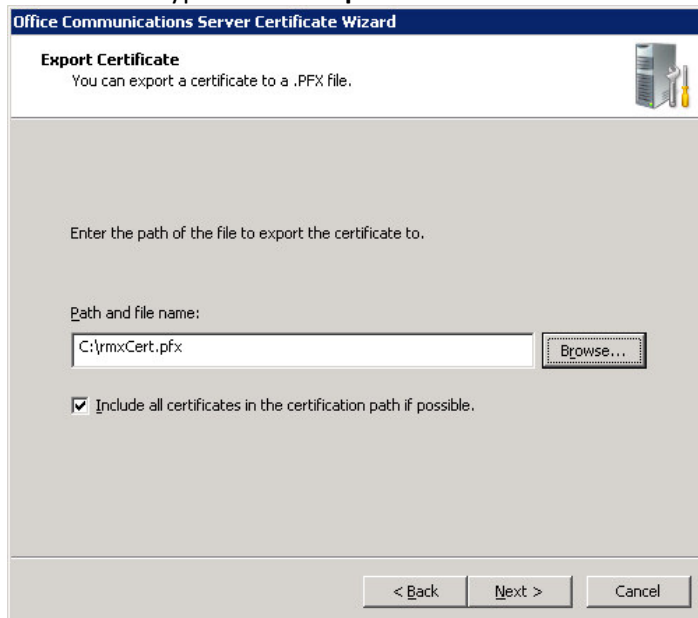 Office Communications Server Certificate Wizard
Export Certificate
You can export a certificate to a .PFX file.
Enter the path of the file to export the certificate to.
Path and file name:
C:\rmxCert.pfx
Browse...
Include all certificates in the certification path if possible.
< Back Next > Cancel